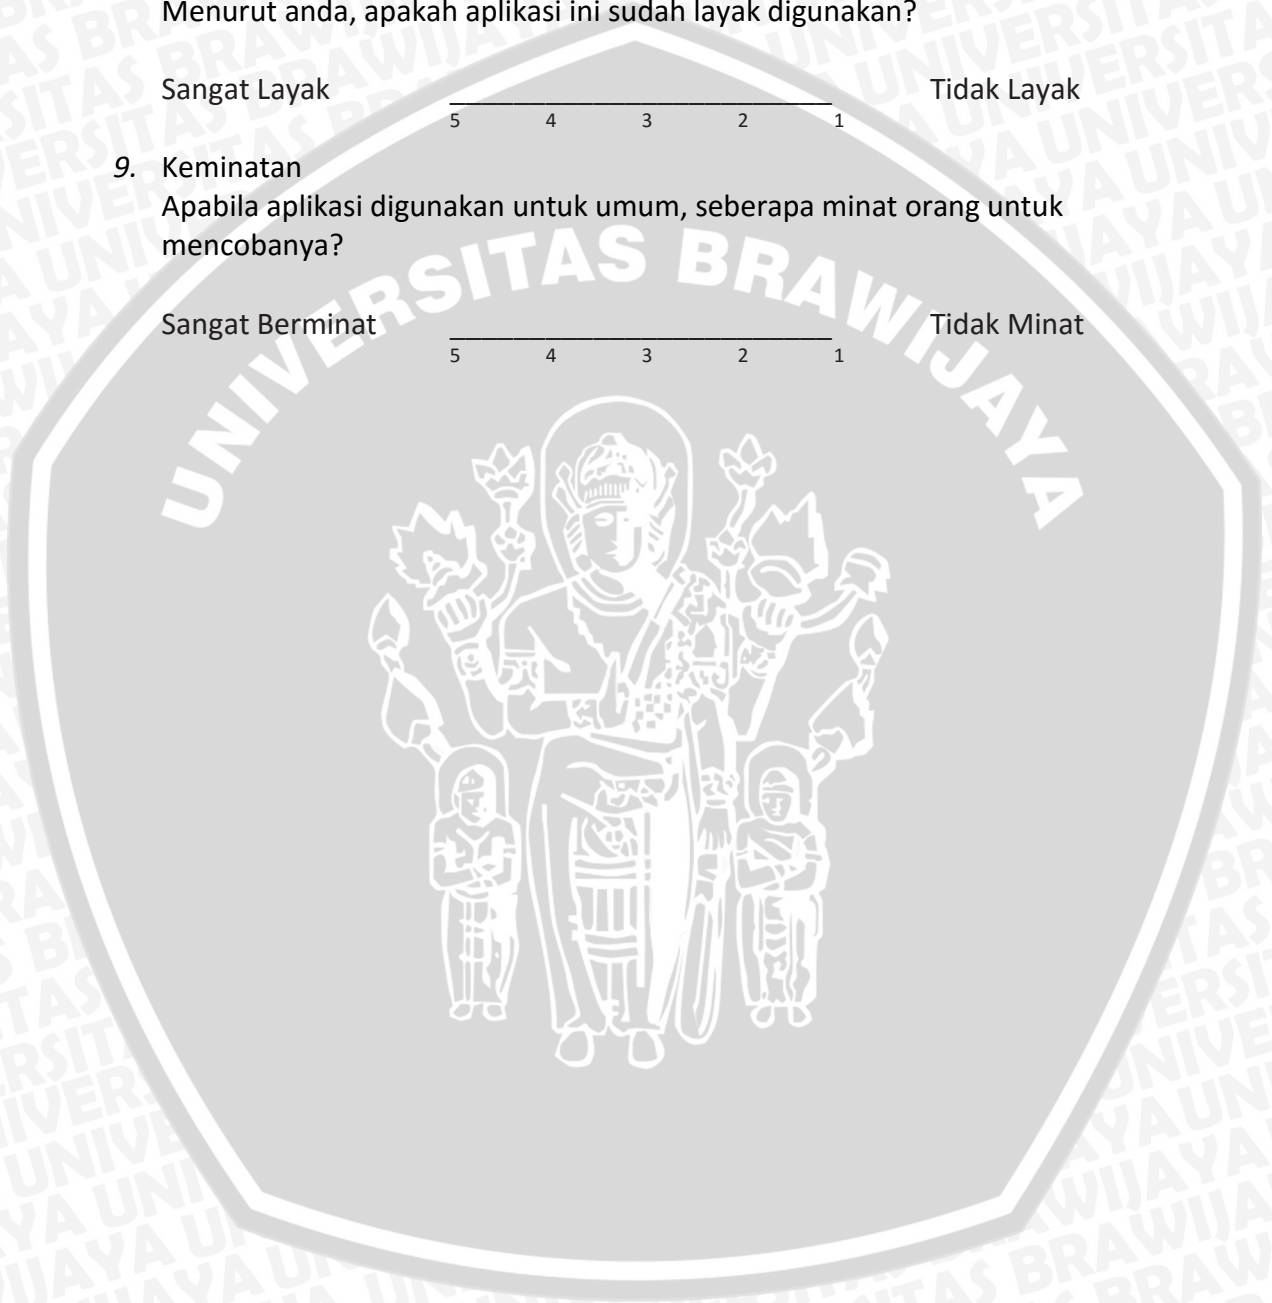 Menurut anda, apakah aplikasi ini sudah layak digunakan?
Sangat Layak ________________________ Tidak Layak
5 4 3 2 1
9. Keminatan
Apabila aplikasi digunakan untuk umum, seberapa minat orang untuk
mencobanya?
Sangat Berminat ________________________ Tidak Minat
5 4 3 2 1
UNIVERSITAS BRAWIJAYA